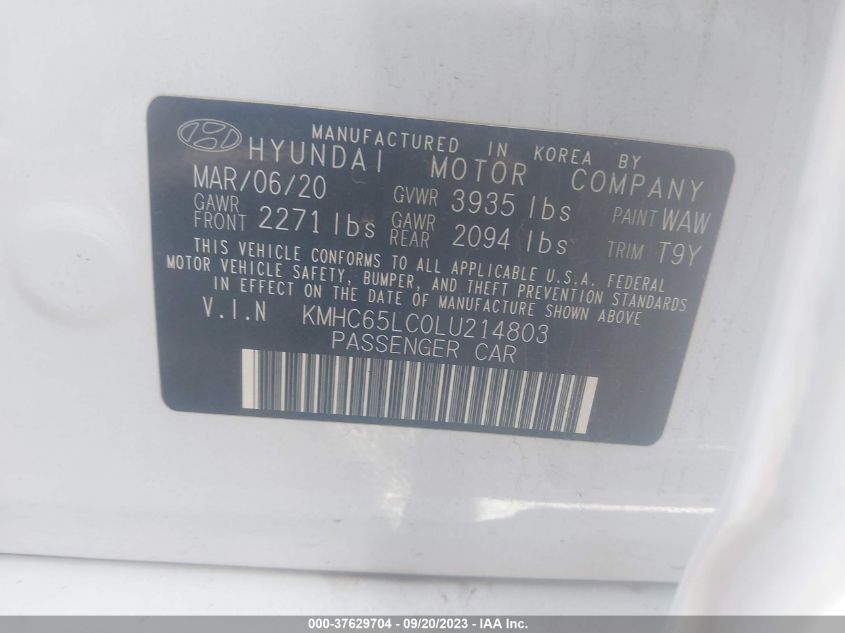 MANUFACTURED IN KOREA BY
HYUNDAI MOTOR COMPANY
MAR/06/20 GVWR 3935 lbs PAINT WAW
GAWR FRONT 2271 lbs GAWR REAR 2094 lbs TRIM T9Y
THIS VEHICLE CONFORMS TO ALL APPLICABLE U.S.A. FEDERAL
MOTOR VEHICLE SAFETY, BUMPER, AND THEFT PREVENTION STANDARDS
IN EFFECT ON THE DATE OF MANUFACTURE SHOWN ABOVE
V.I.N KMHC65LC0LU214803
PASSENGER CAR
000-37629704 - 09/20/2023 - IAA Inc.